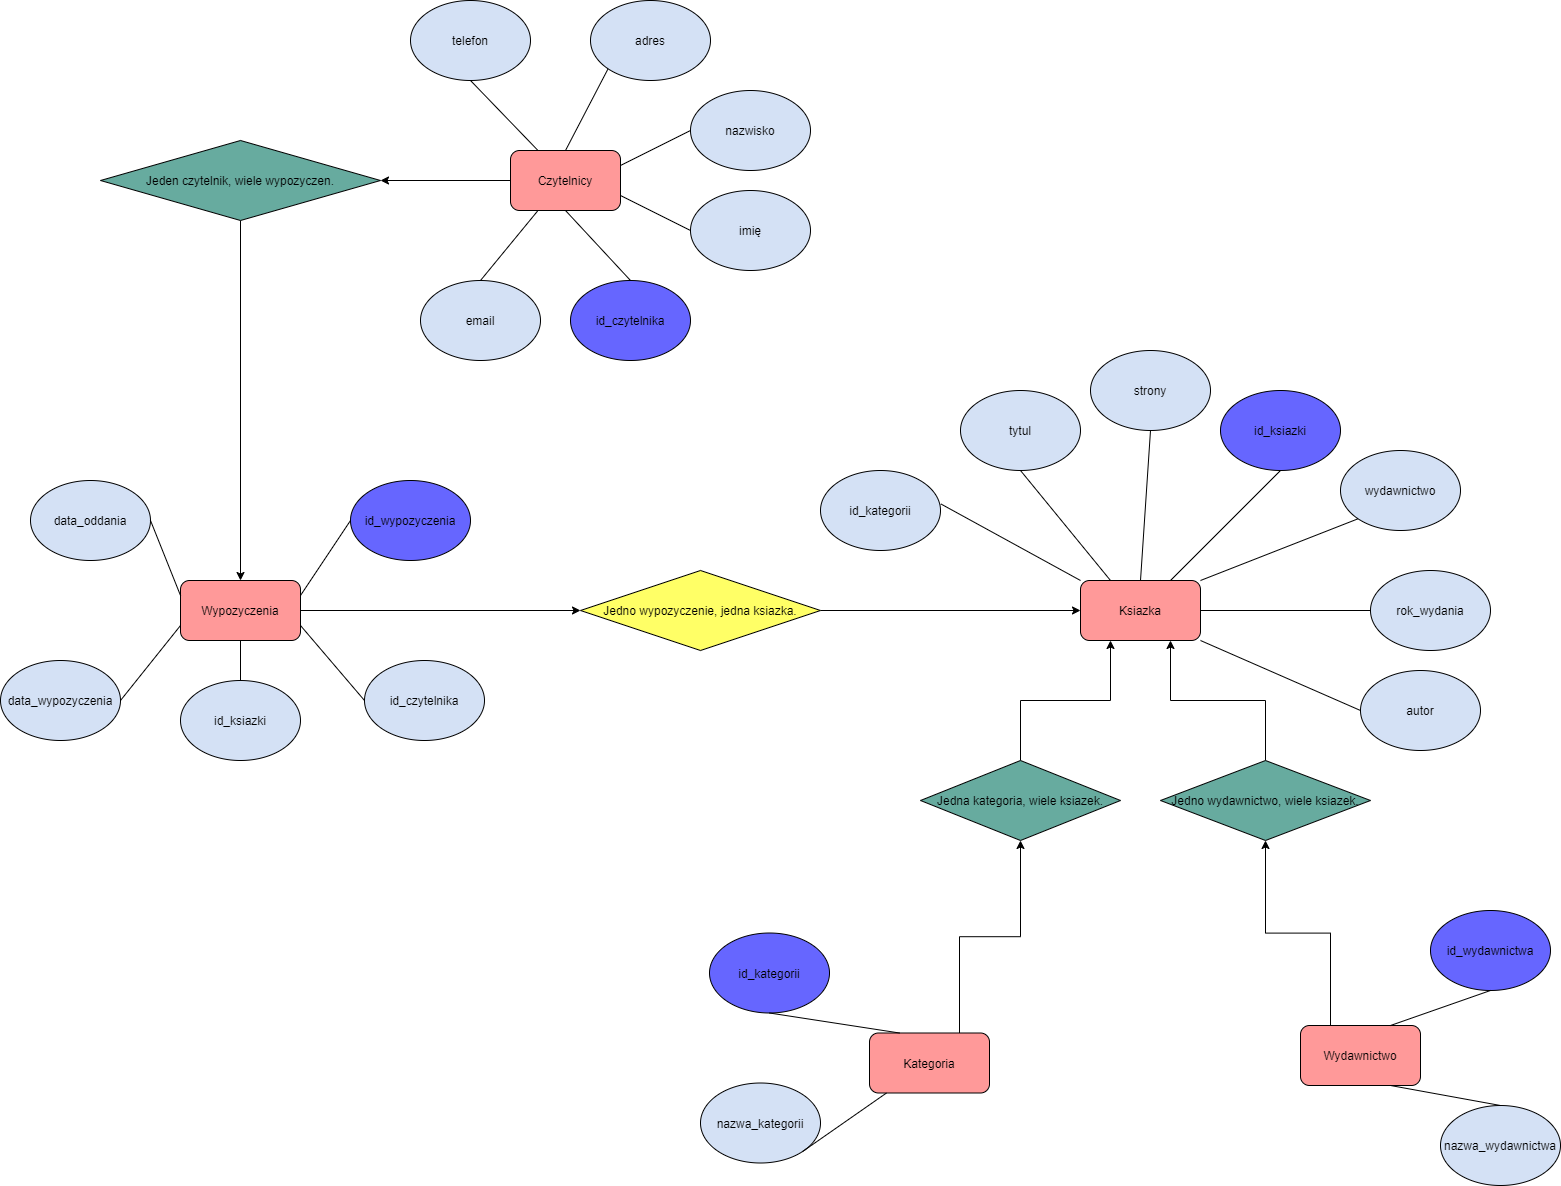 telefon
adres
nazwisko
Jeden czytelnik, wiele wypozyczen.
Czytelnicy
imię
email
id_czytelnika
strony
tytul
id_ksiazki
wydawnictwo
id_kategorii
data_oddania
id_wypozyczenia
Wypozyczenia
Jedno wypozyczenie, jedna ksiazka.
Ksiazka
rok_wydania
data_wypozyczenia
id_ksiazki
id_czytelnika
autor
Jedna kategoria, wiele ksiazek.
Jedno wydawnictwo, wiele ksiazek.
id_kategorii
id_wydawnictwa
Kategoria
Wydawnictwo
nazwa_kategorii
nazwa_wydawnictwa